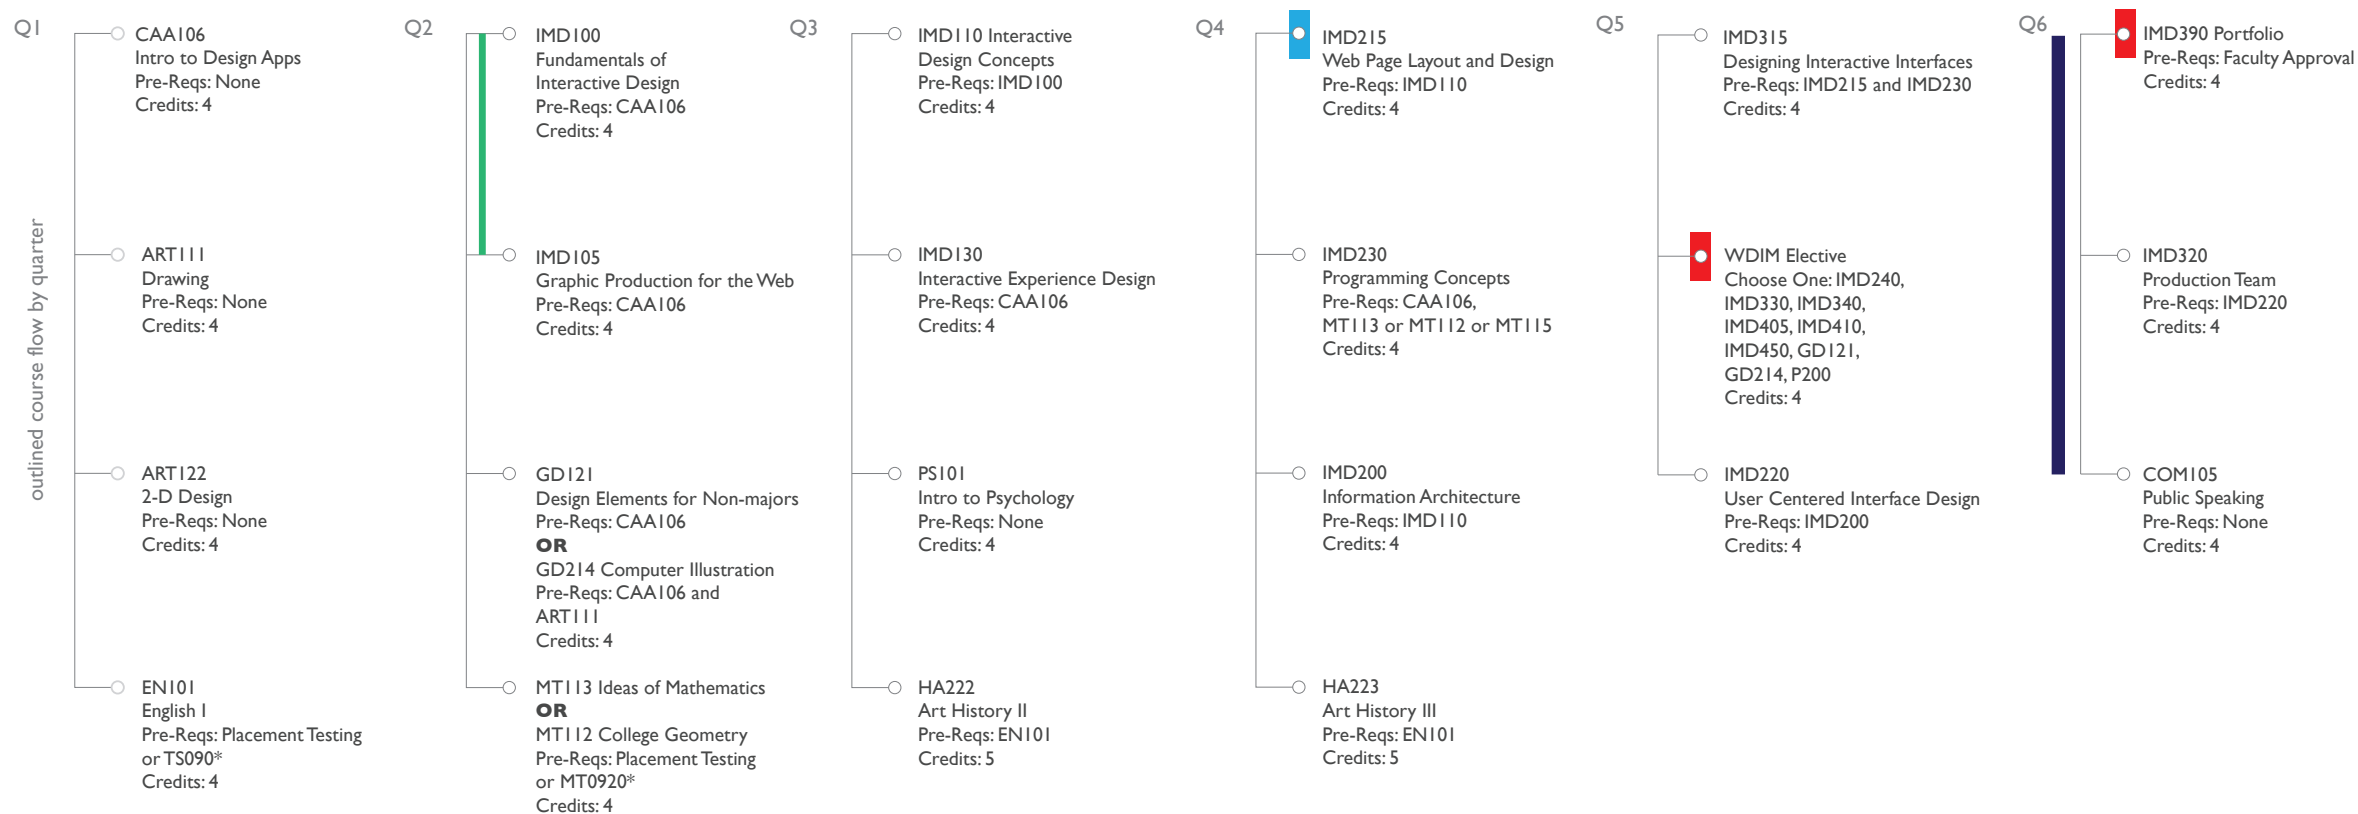 outlined course flow by quarter
Q1
CAA106
Intro to Design Apps
Pre-Reqs: None
Credits: 4
ART111
Drawing
Pre-Reqs: None
Credits: 4
ART122
2-D Design
Pre-Reqs: None
Credits: 4
EN101
English I
Pre-Reqs: Placement Testing
or TS090*
Credits: 4
Q2
IMD100
Fundamentals of
Interactive Design
Pre-Reqs: CAA106
Credits: 4
IMD105
Graphic Production for the Web
Pre-Reqs: CAA106
Credits: 4
GD121
Design Elements for Non-majors
Pre-Reqs: CAA106
OR
GD214 Computer Illustration
Pre-Reqs: CAA106 and
ART111
Credits: 4
MT113 Ideas of Mathematics
OR
MT112 College Geometry
Pre-Reqs: Placement Testing
or MT0920*
Credits: 4
Q3
IMD110 Interactive
Design Concepts
Pre-Reqs: IMD100
Credits: 4
IMD130
Interactive Experience Design
Pre-Reqs: CAA106
Credits: 4
PS101
Intro to Psychology
Pre-Reqs: None
Credits: 4
HA222
Art History II
Pre-Reqs: EN101
Credits: 5
Q4
IMD215
Web Page Layout and Design
Pre-Reqs: IMD110
Credits: 4
IMD230
Programming Concepts
Pre-Reqs: CAA106,
MT113 or MT112 or MT115
Credits: 4
IMD200
Information Architecture
Pre-Reqs: IMD110
Credits: 4
HA223
Art History III
Pre-Reqs: EN101
Credits: 5
Q5
IMD315
Designing Interactive Interfaces
Pre-Reqs: IMD215 and IMD230
Credits: 4
WDIM Elective
Choose One: IMD240,
IMD330, IMD340,
IMD405, IMD410,
IMD450, GD121,
GD214, P200
Credits: 4
IMD220
User Centered Interface Design
Pre-Reqs: IMD200
Credits: 4
Q6
IMD390 Portfolio
Pre-Reqs: Faculty Approval
Credits: 4
IMD320
Production Team
Pre-Reqs: IMD220
Credits: 4
COM105
Public Speaking
Pre-Reqs: None
Credits: 4